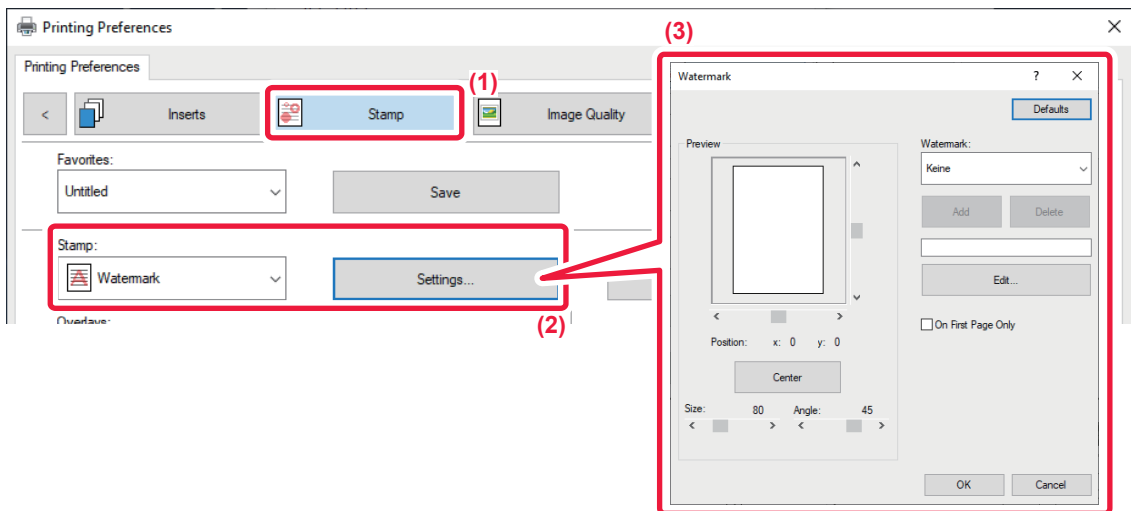 Printing Preferences
Printing Preferences
(1)
< Inserts Stamp Image Quality
Favorites:
Untitled Save
Stamp:
Watermark Settings...
(2)
Overlays:
(3)
Watermark ? X
Defaults
Preview
Watermark:
Keine
Add Delete
Edit...
On First Page Only
Position: x: 0 y: 0
Center
Size: 80 Angle: 45
< > < >
OK Cancel